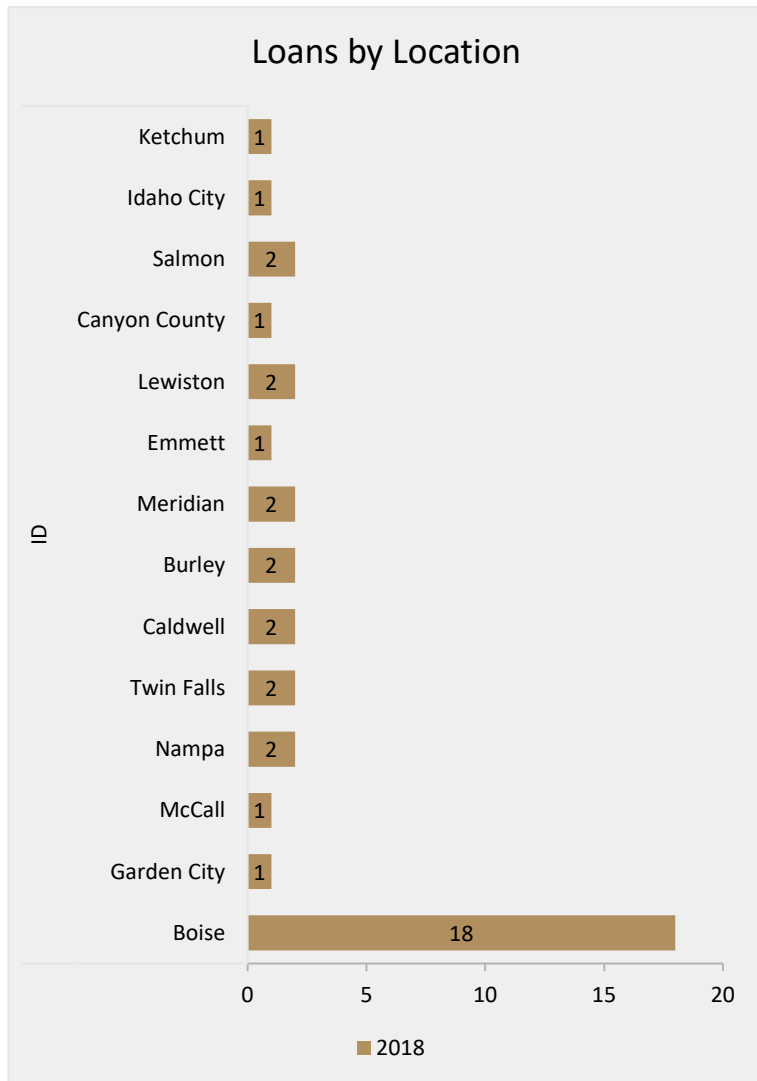 Loans by Location
Ketchum 1
Idaho City 1
Salmon 2
Canyon County 1
Lewiston 2
Emmett 1
Meridian 2
ID
Burley 2
Caldwell 2
Twin Falls 2
Nampa 2
McCall 1
Garden City 1
Boise 18
0 5 10 15 20
2018